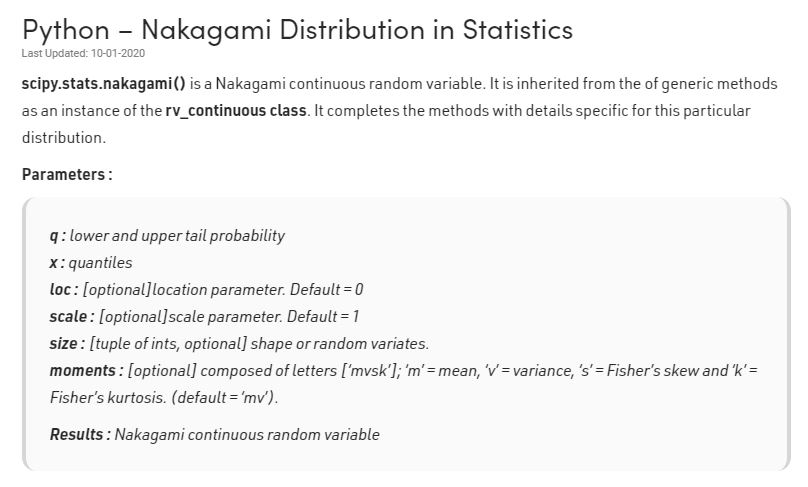 Python – Nakagami Distribution in Statistics
Last Updated: 10-01-2020
scipy.stats.nakagami() is a Nakagami continuous random variable. It is inherited from the of generic methods
as an instance of the rv_continuous class. It completes the methods with details specific for this particular
distribution.
Parameters :
q : lower and upper tail probability
x : quantiles
loc : [optional]location parameter. Default = 0
scale : [optional]scale parameter. Default = 1
size : [tuple of ints, optional] shape or random variates.
moments : [optional] composed of letters [‘mvsk’]; ‘m’ = mean, ‘v’ = variance, ‘s’ = Fisher’s skew and ‘k’ =
Fisher’s kurtosis. (default = ‘mv’).
Results : Nakagami continuous random variable